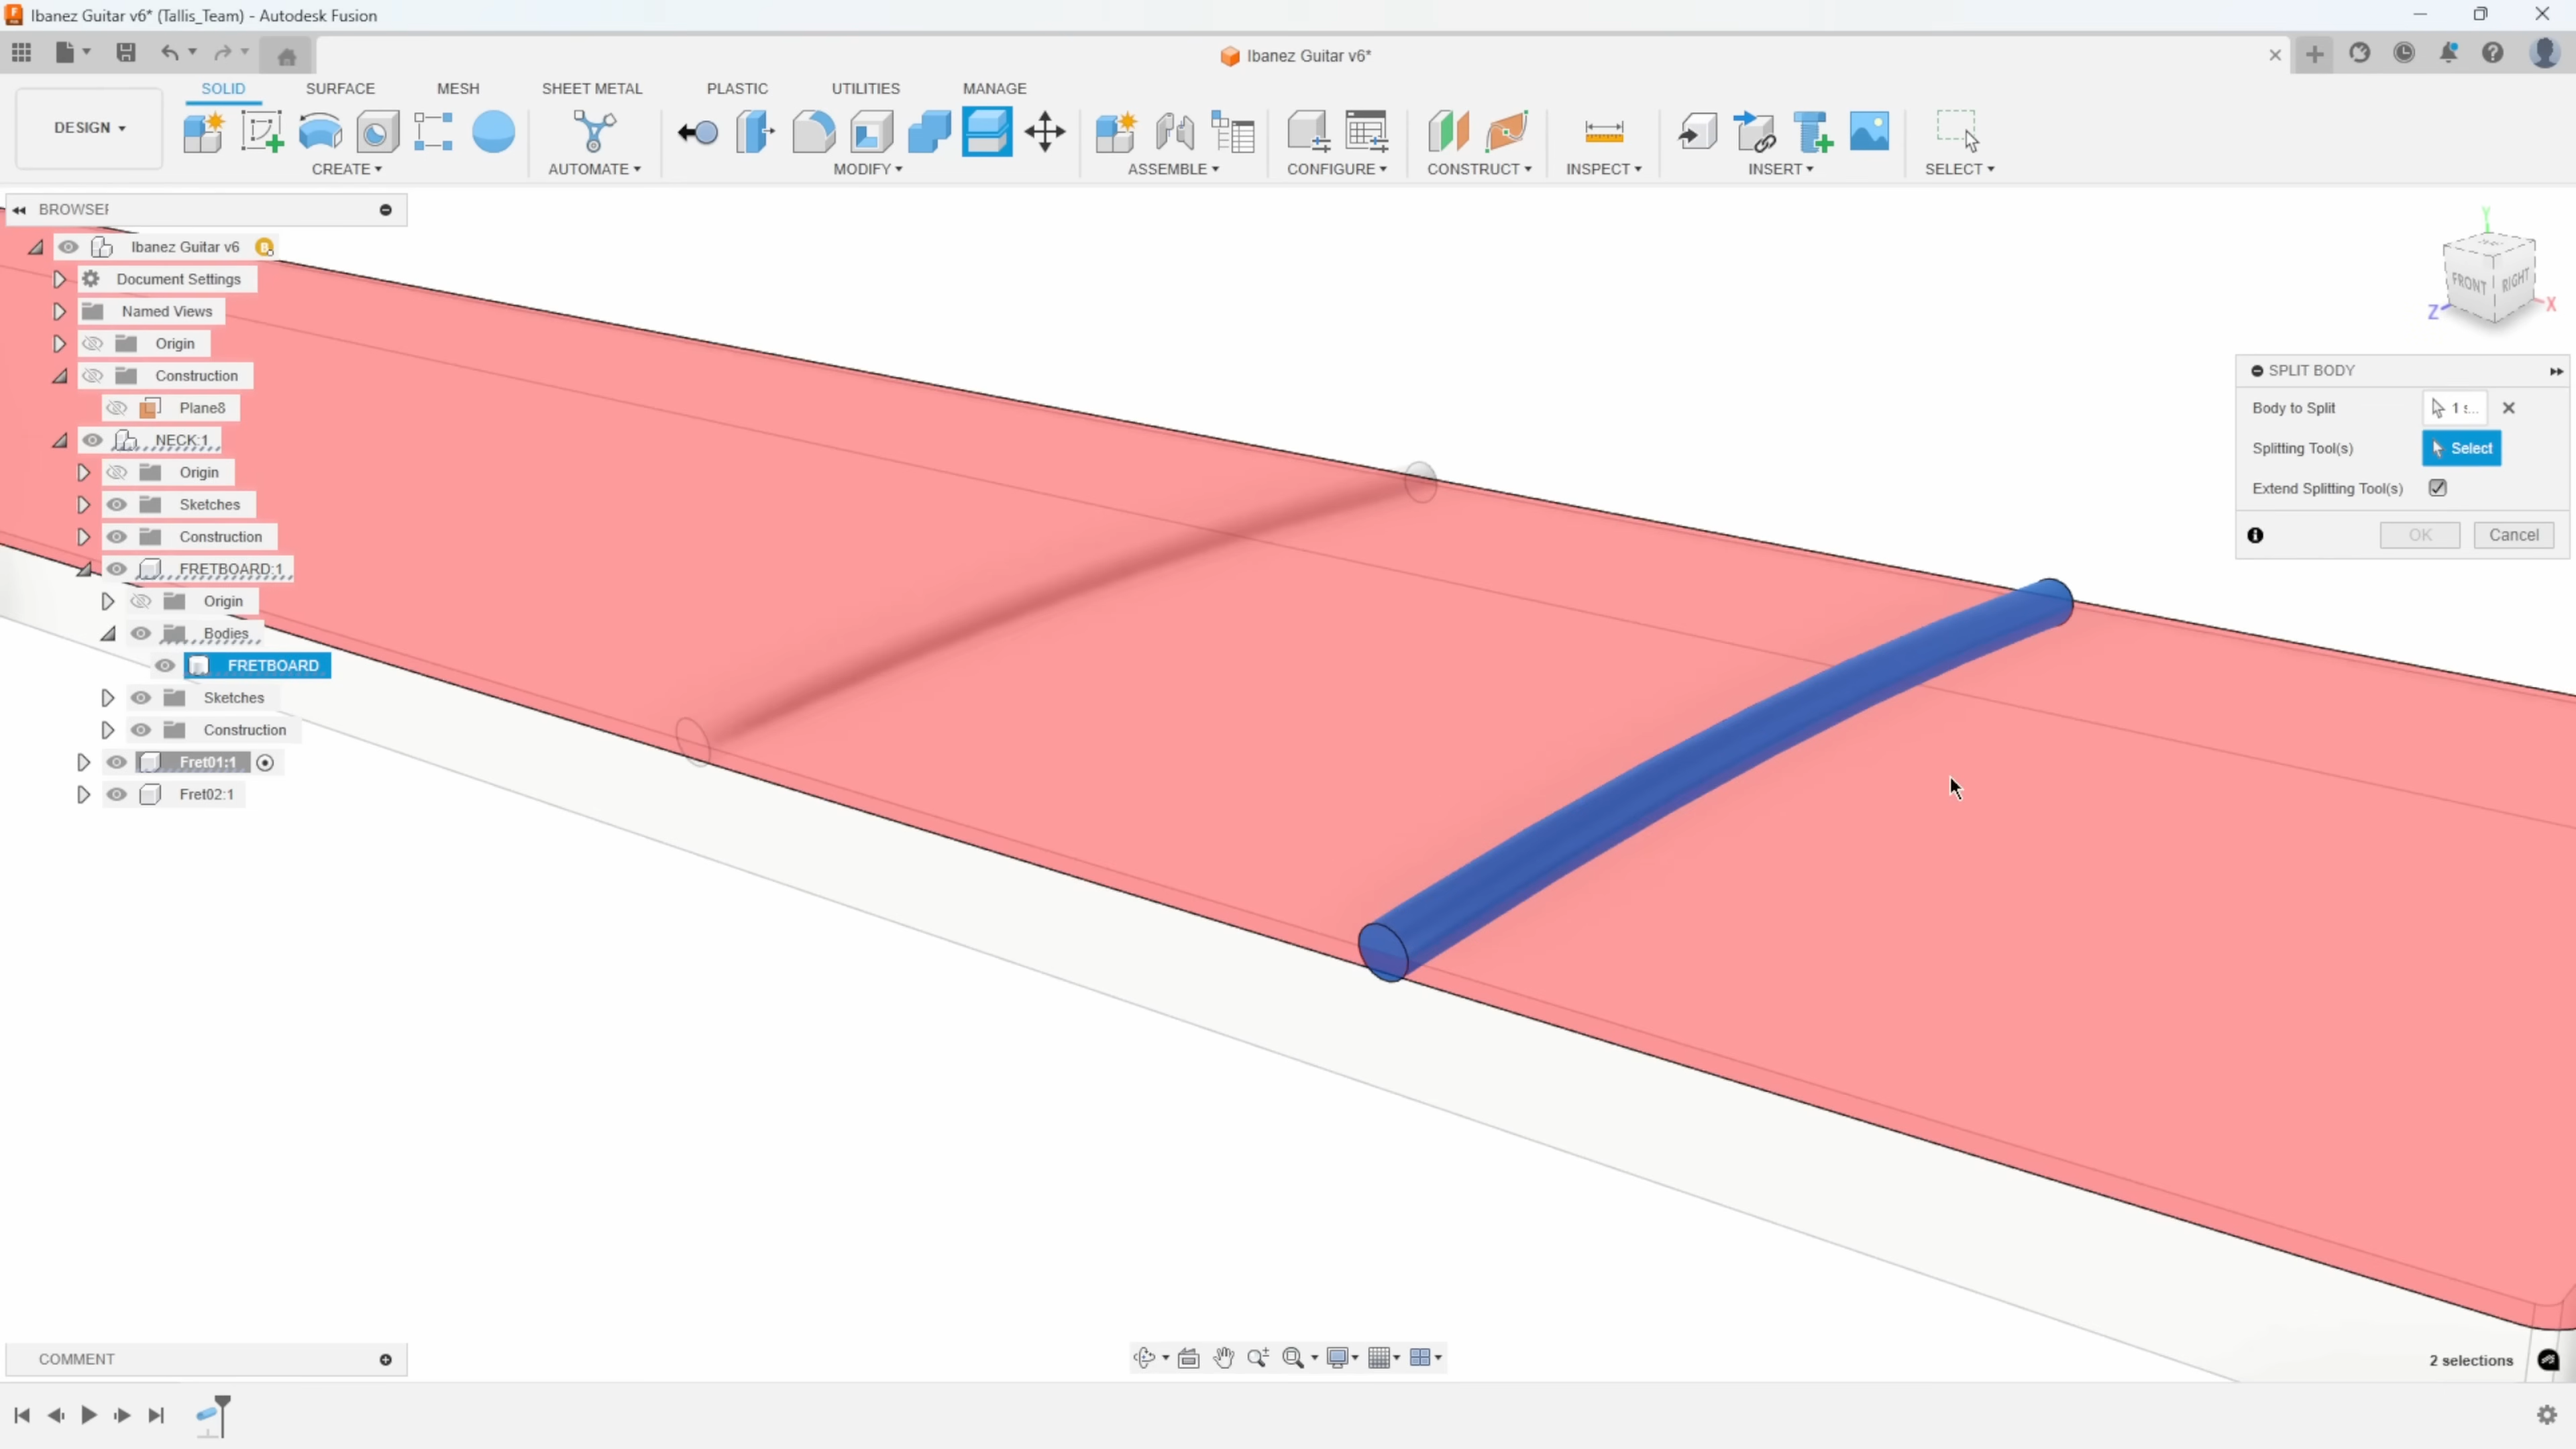 Ibanez Guitar v6* (Tallis_Team) - Autodesk Fusion
Ibanez Guitar v6*
SOLID SURFACE MESH SHEET METAL PLASTIC UTILITIES MANAGE
DESIGN
CREATE AUTOMATE MODIFY ASSEMBLE CONFIGURE CONSTRUCT INSPECT INSERT SELECT
BROWSER
Ibanez Guitar v6
Document Settings
Named Views
Origin
Construction
Plane8
NECK:1
Origin
Sketches
Construction
FRETBOARD:1
Origin
Bodies
FRETBOARD
Sketches
Construction
Fret01:1
Fret02:1
Y
FRONT RIGHT
Z X
SPLIT BODY
Body to Split 1 s...
Splitting Tool(s) Select
Extend Splitting Tool(s)
OK Cancel
COMMENT
2 selections